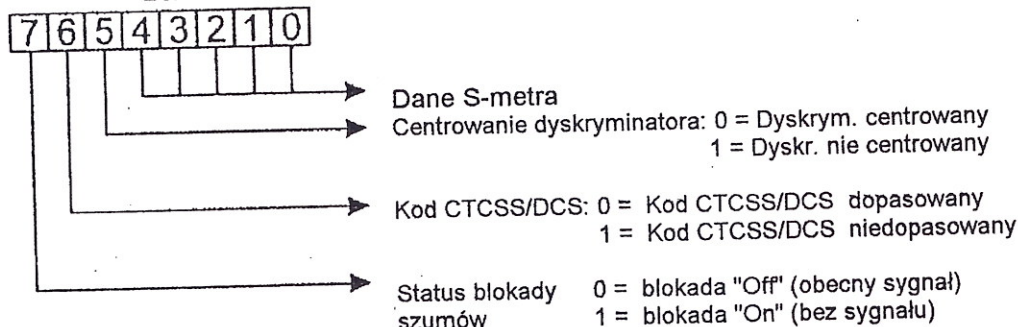 7 6 5 4 3 2 1 0
Dane S-metra
Centrowanie dyskryminatora: 0 = Dyskrym. centrowany
1 = Dyskr. nie centrowany
Kod CTCSS/DCS: 0 = Kod CTCSS/DCS dopasowany
1 = Kod CTCSS/DCS niedopasowany
Status blokady 0 = blokada "Off" (obecny sygnał)
szumów 1 = blokada "On" (bez sygnału)